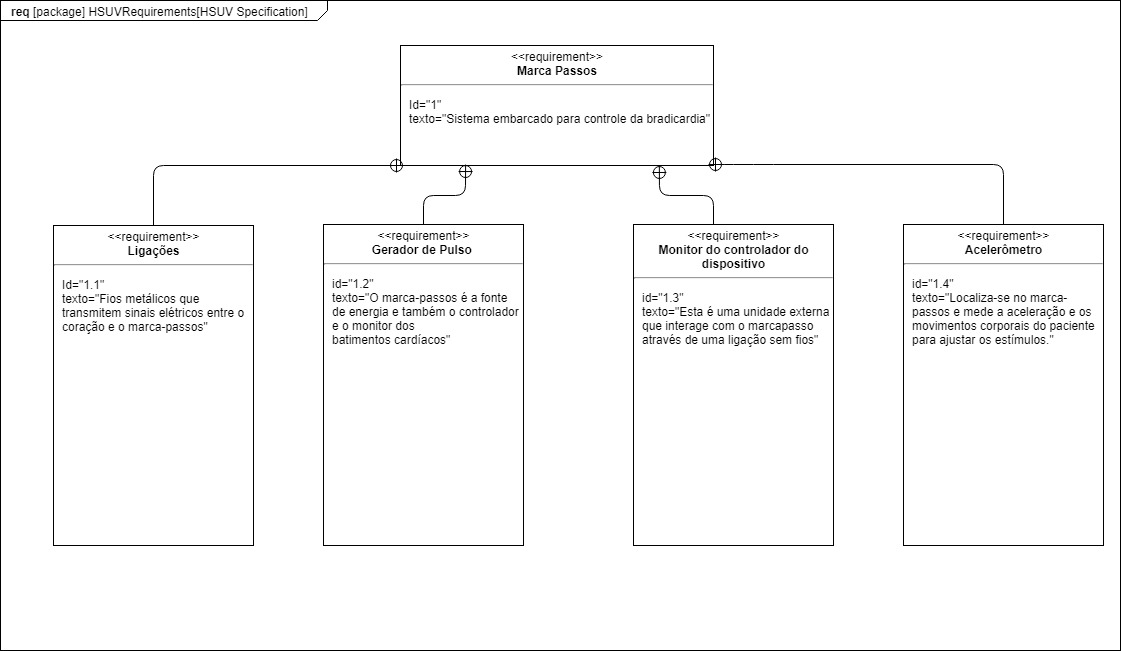 req [package] HSUVRequirements[HSUV Specification]
<<requirement>>
Marca Passos
Id="1"
texto="Sistema embarcado para controle da bradicardia"
<<requirement>>
Ligações
Id="1.1"
texto="Fios metálicos que
transmitem sinais elétricos entre o
coração e o marca-passos"
<<requirement>>
Gerador de Pulso
id="1.2"
texto="O marca-passos é a fonte
de energia e também o controlador
e o monitor dos
batimentos cardíacos"
<<requirement>>
Monitor do controlador do
dispositivo
id="1.3"
texto="Esta é uma unidade externa
que interage com o marcapasso
através de uma ligação sem fios"
<<requirement>>
Acelerômetro
id="1.4"
texto="Localiza-se no marca-
passos e mede a aceleração e os
movimentos corporais do paciente
para ajustar os estímulos."